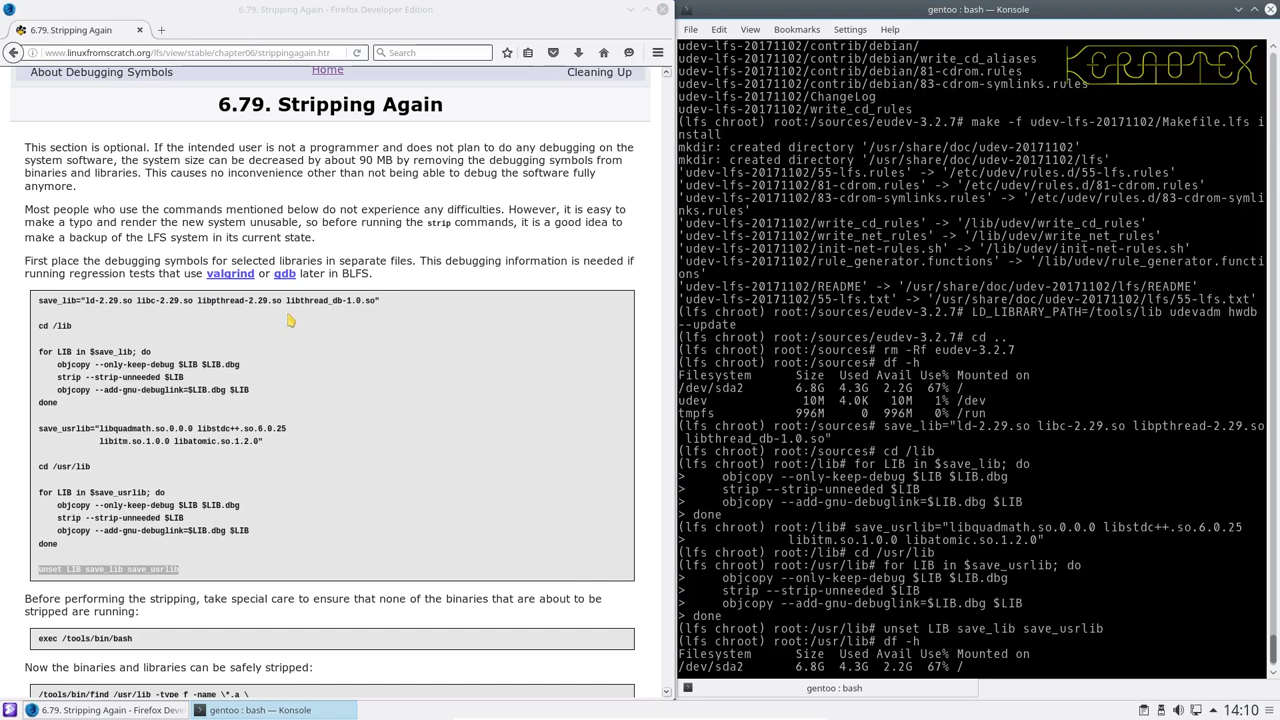 6.79. Stripping Again - Firefox Developer Edition
6.79. Stripping Again
www.linuxfromscratch.org/lfs/view/stable/chapter06/strippingagain.htr
Search
About Debugging Symbols
Home
Cleaning Up
6.79. Stripping Again
This section is optional. If the intended user is not a programmer and does not plan to do any debugging on
the system software, the system size can be decreased by about 90 MB by removing the debugging symbols from
binaries and libraries. This causes no inconvenience other than not being able to debug the software fully
anymore.
Most people who use the commands mentioned below do not experience any difficulties. However, it is easy to
make a typo and render the new system unusable, so before running the strip commands, it is a good idea to
make a backup of the LFS system in its current state.
First place the debugging symbols for selected libraries in separate files. This debugging information is needed if
running regression tests that use valgrind or gdb later in BLFS.
save_lib="ld-2.29.so libc-2.29.so libpthread-2.29.so libthread_db-1.0.so"
cd /lib
for LIB in $save_lib; do
objcopy --only-keep-debug $LIB $LIB.dbg
strip --strip-unneeded $LIB
objcopy --add-gnu-debuglink=$LIB.dbg $LIB
done
save_usrlib="libquadmath.so.0.0.0 libstdc++.so.6.0.25
libitm.so.1.0.0 libatomic.so.1.2.0"
cd /usr/lib
for LIB in $save_usrlib; do
objcopy --only-keep-debug $LIB $LIB.dbg
strip --strip-unneeded $LIB
objcopy --add-gnu-debuglink=$LIB.dbg $LIB
done
unset LIB save_lib save_usrlib
Before performing the stripping, take special care to ensure that none of the binaries that are about to be
stripped are running:
exec /tools/bin/bash
Now the binaries and libraries can be safely stripped:
/tools/bin/find /usr/lib -type f -name \*.a \
gentoo : bash — Konsole
File Edit View Bookmarks Settings Help
KERNOTEX
udev-lfs-20171102/contrib/debian/
udev-lfs-20171102/contrib/debian/write_cd_aliases
udev-lfs-20171102/contrib/debian/81-cdrom.rules
udev-lfs-20171102/contrib/debian/83-cdrom-symlinks.rules
udev-lfs-20171102/ChangeLog
udev-lfs-20171102/write_cd_rules
(lfs chroot) root:/sources/eudev-3.2.7# make -f udev-lfs-20171102/Makefile.lfs i
nstall
mkdir: created directory '/usr/share/doc/udev-20171102'
mkdir: created directory '/usr/share/doc/udev-20171102/lfs'
'udev-lfs-20171102/55-lfs.rules' -> '/etc/udev/rules.d/55-lfs.rules'
'udev-lfs-20171102/81-cdrom.rules' -> '/etc/udev/rules.d/81-cdrom.rules'
'udev-lfs-20171102/83-cdrom-symlinks.rules' -> '/etc/udev/rules.d/83-cdrom-symli
nks.rules'
'udev-lfs-20171102/write_cd_rules' -> '/lib/udev/write_cd_rules'
'udev-lfs-20171102/write_net_rules' -> '/lib/udev/write_net_rules'
'udev-lfs-20171102/init-net-rules.sh' -> '/lib/udev/init-net-rules.sh'
'udev-lfs-20171102/rule_generator.functions' -> '/lib/udev/rule_generator.functi
ons'
'udev-lfs-20171102/README' -> '/usr/share/doc/udev-20171102/lfs/README'
'udev-lfs-20171102/55-lfs.txt' -> '/usr/share/doc/udev-20171102/lfs/55-lfs.txt'
(lfs chroot) root:/sources/eudev-3.2.7# LD_LIBRARY_PATH=/tools/lib udevadm hwdb
--update
(lfs chroot) root:/sources/eudev-3.2.7# cd ..
(lfs chroot) root:/sources# rm -Rf eudev-3.2.7
(lfs chroot) root:/sources# df -h
Filesystem Size Used Avail Use% Mounted on
/dev/sda2 6.8G 4.3G 2.2G 67% /
udev 10M 4.0K 10M 1% /dev
tmpfs 996M 0 996M 0% /run
(lfs chroot) root:/sources# save_lib="ld-2.29.so libc-2.29.so libpthread-2.29.so
libthread_db-1.0.so"
(lfs chroot) root:/sources# cd /lib
(lfs chroot) root:/lib# for LIB in $save_lib; do
> objcopy --only-keep-debug $LIB $LIB.dbg
> strip --strip-unneeded $LIB
> objcopy --add-gnu-debuglink=$LIB.dbg $LIB
> done
(lfs chroot) root:/lib# save_usrlib="libquadmath.so.0.0.0 libstdc++.so.6.0.25
> libitm.so.1.0.0 libatomic.so.1.2.0"
(lfs chroot) root:/lib# cd /usr/lib
(lfs chroot) root:/usr/lib# for LIB in $save_usrlib; do
> objcopy --only-keep-debug $LIB $LIB.dbg
> strip --strip-unneeded $LIB
> objcopy --add-gnu-debuglink=$LIB.dbg $LIB
> done
(lfs chroot) root:/usr/lib# unset LIB save_lib save_usrlib
(lfs chroot) root:/usr/lib# df -h
Filesystem Size Used Avail Use% Mounted on
/dev/sda2 6.8G 4.3G 2.2G 67% /
gentoo : bash
6.79. Stripping Again - Firefox Develop
gentoo : bash — Konsole
14:10